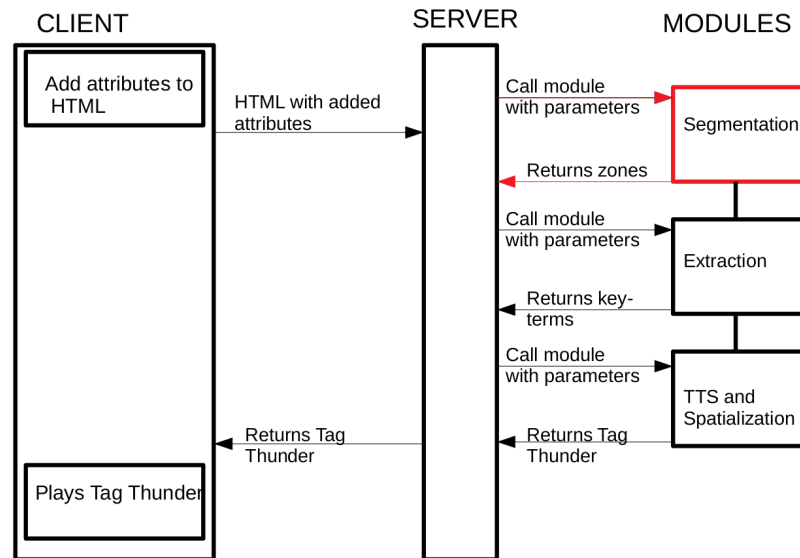 CLIENT
SERVER
MODULES
Add attributes to
HTML
HTML with added
attributes
Call module
with parameters
Segmentation
Returns zones
Call module
with parameters
Extraction
Returns key-
terms
Call module
with parameters
TTS and
Spatialization
Returns Tag
Thunder
Returns Tag
Thunder
Plays Tag Thunder